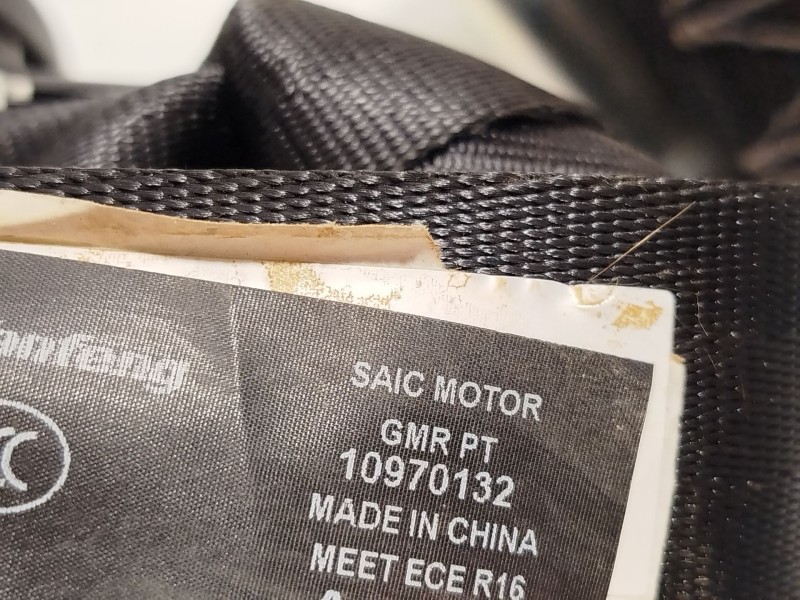 SAIC MOTOR
GMR PT
10970132
MADE IN CHINA
MEET ECE R16